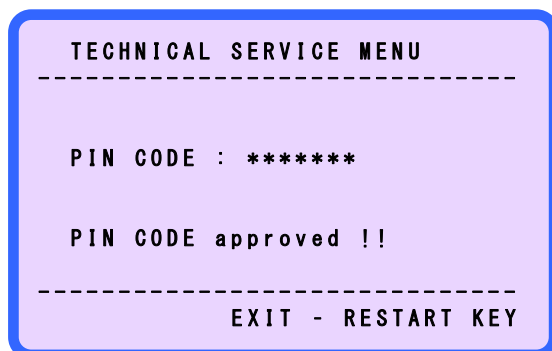 TECHNICAL SERVICE MENU
------------------------------
PIN CODE : *******
PIN CODE approved !!
------------------------------
EXIT - RESTART KEY